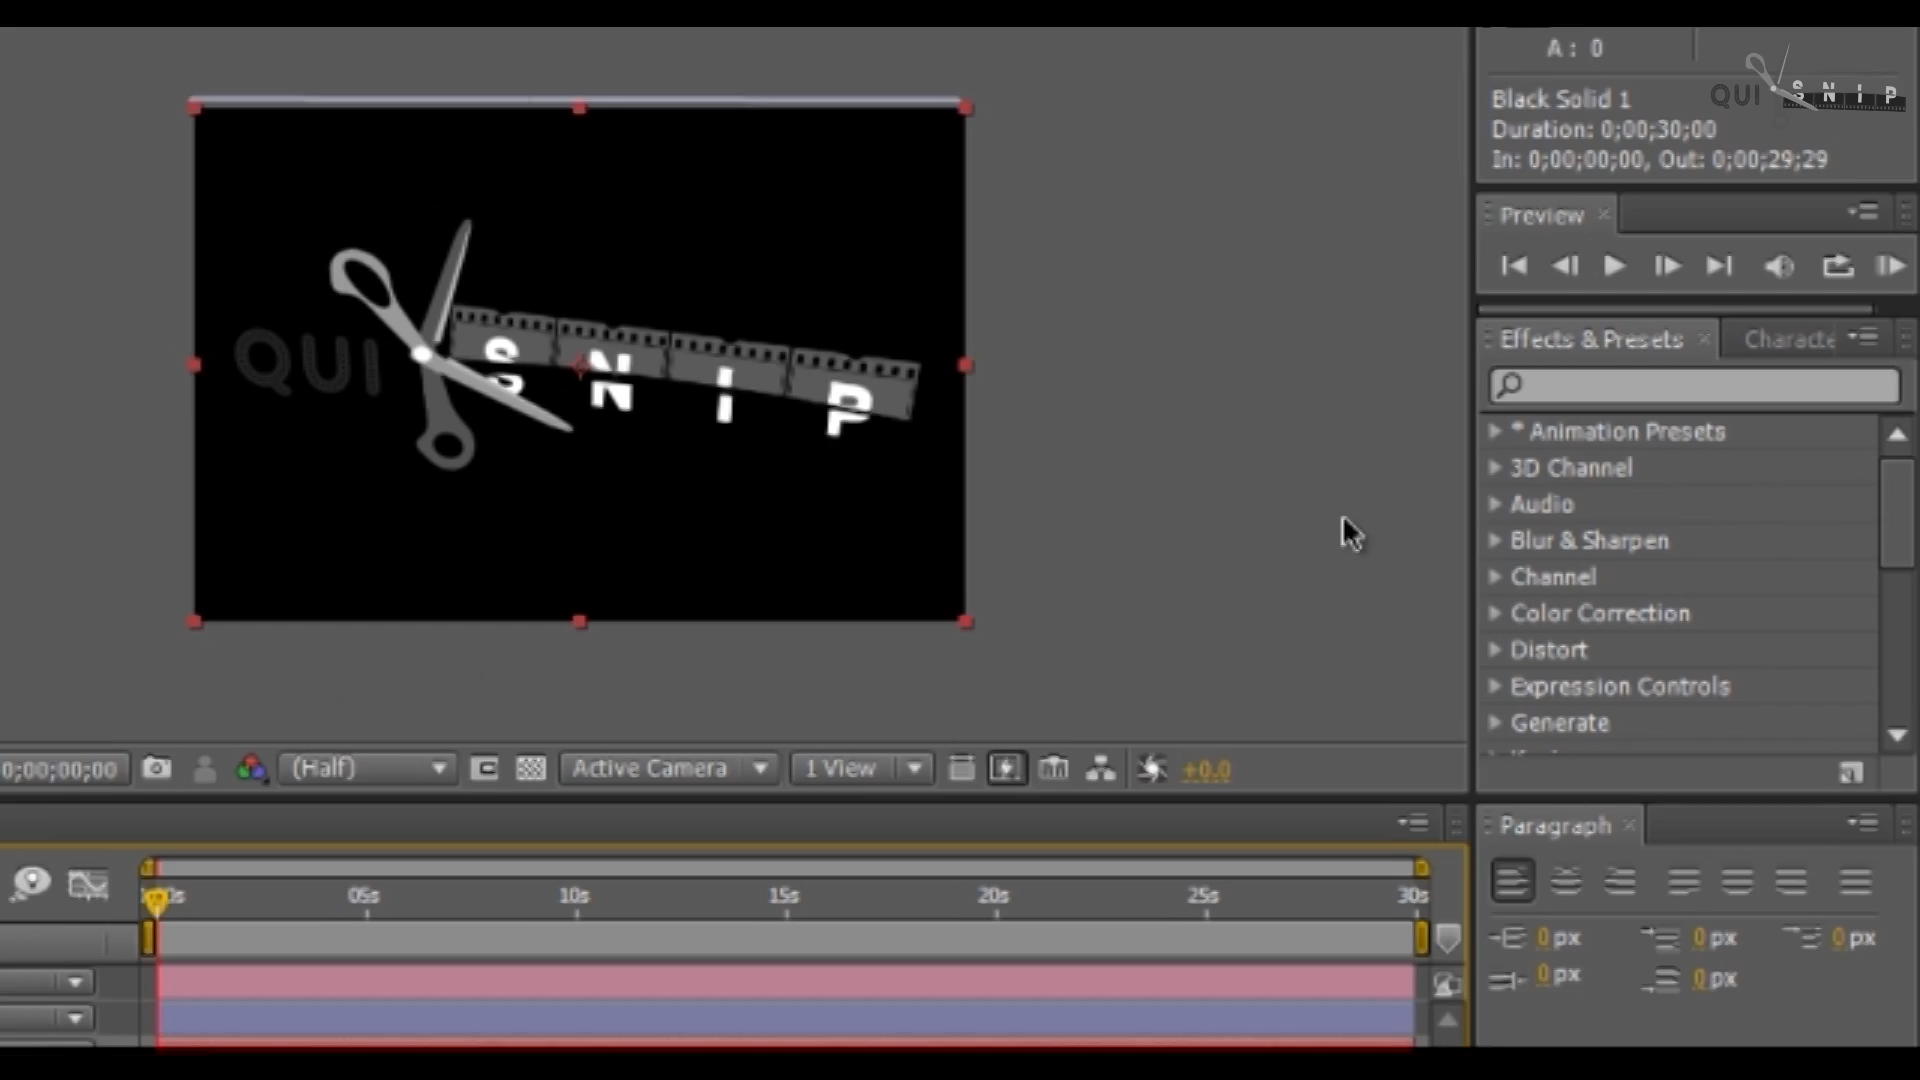 A : 0
QUI S N I P
Black Solid 1
Duration: 0;00;30;00
In: 0;00;00;00, Out: 0;00;29;29
Preview
Effects & Presets
Characte
* Animation Presets
3D Channel
Audio
Blur & Sharpen
Channel
Color Correction
Distort
Expression Controls
Generate
QUI S N I P
0;00;00;00
(Half)
Active Camera
1 View
+0.0
05s
10s
15s
20s
25s
30s
Paragraph
0 px
0 px
0 px
0 px
0 px